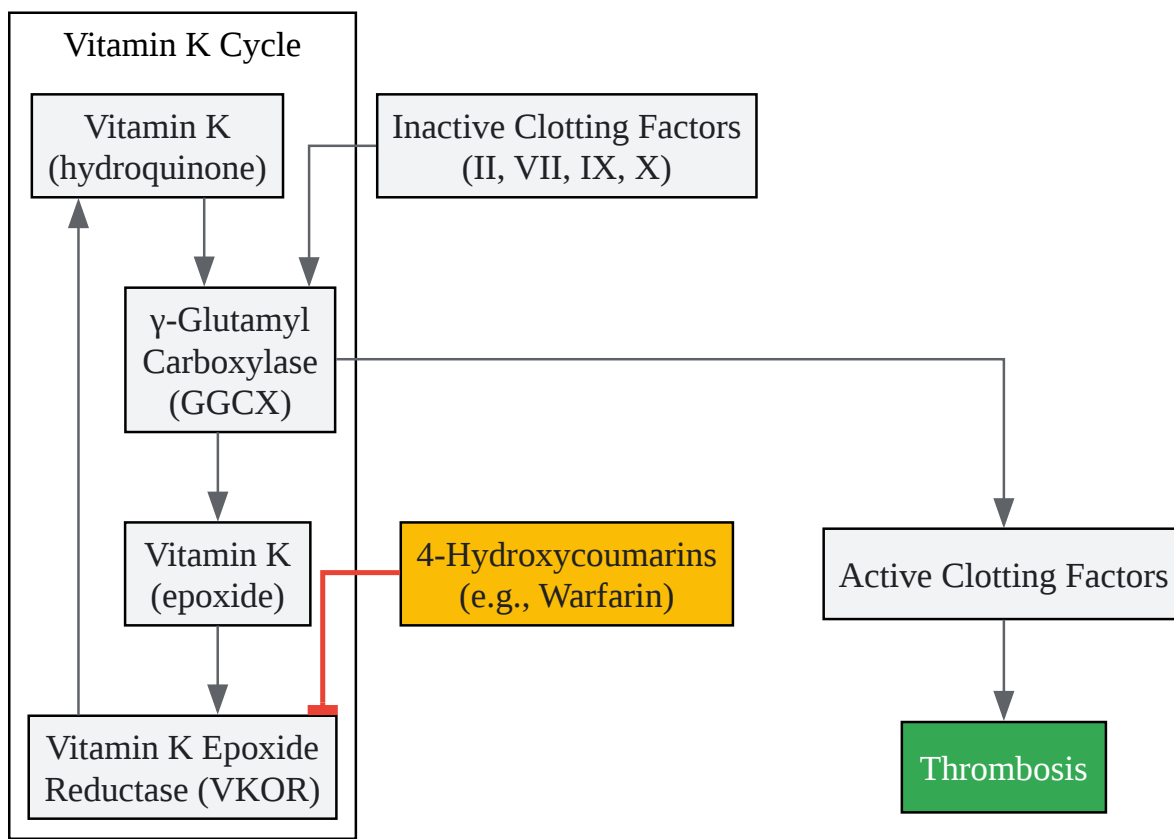 Vitamin K Cycle
Vitamin K
(hydroquinone)
Inactive Clotting Factors
(II, VII, IX, X)
γ-Glutamyl
Carboxylase
(GGCX)
Vitamin K
(epoxide)
4-Hydroxycoumarins
(e.g., Warfarin)
Active Clotting Factors
Vitamin K Epoxide
Reductase (VKOR)
Thrombosis